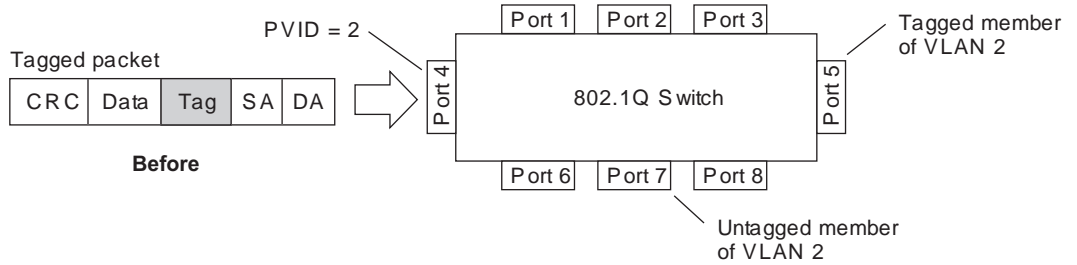 PVID = 2
Port 1 Port 2 Port 3
Tagged member
of VLAN 2
Tagged packet
CRC Data Tag SA DA
Port 4
802.1Q Switch
Port 5
Before
Port 6 Port 7 Port 8
Untagged member
of VLAN 2